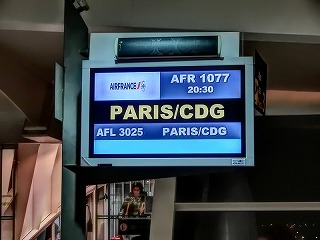 AIRFRANCE AFR 1077
20:30
PARIS/CDG
AFL 3025 PARIS/CDG